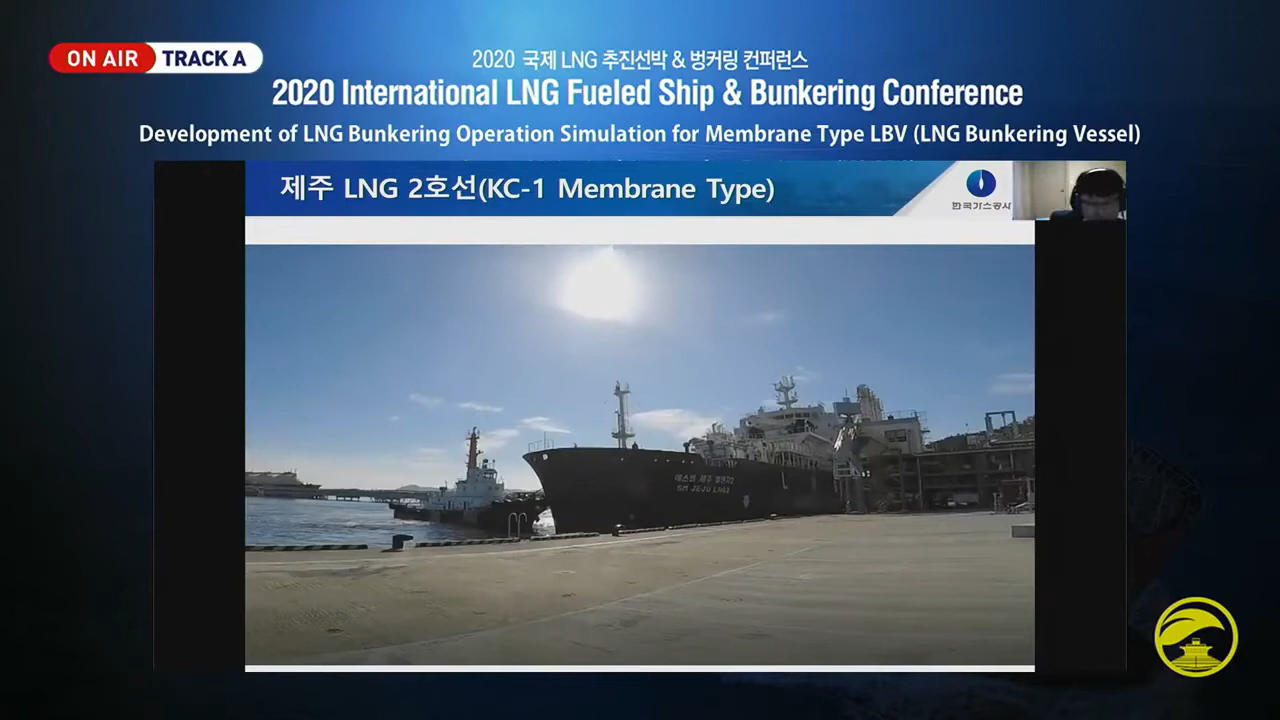 ON AIR TRACK A
2020 국제 LNG 추진선박 & 벙커링 컨퍼런스
2020 International LNG Fueled Ship & Bunkering Conference
Development of LNG Bunkering Operation Simulation for Membrane Type LBV (LNG Bunkering Vessel)
제주 LNG 2호선(KC-1 Membrane Type)
한국가스공사
SM JEJU LNG2